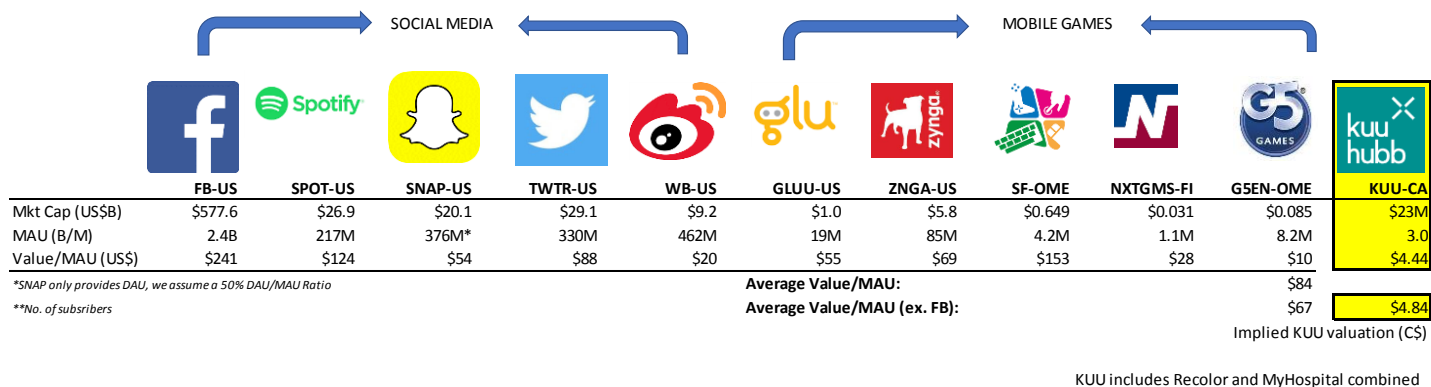 SOCIAL MEDIA MOBILE GAMES
f Spotify glu zynga N G5 GAMES kuu hubb
FB-US SPOT-US SNAP-US TWTR-US WB-US GLUU-US ZNGA-US SF-OME NXTGMS-FI G5EN-OME KUU-CA
Mkt Cap (US$B) $577.6 $26.9 $20.1 $29.1 $9.2 $1.0 $5.8 $0.649 $0.031 $0.085 $23M
MAU (B/M) 2.4B 217M 376M* 330M 462M 19M 85M 4.2M 1.1M 8.2M 3.0
Value/MAU (US$) $241 $124 $54 $88 $20 $55 $69 $153 $28 $10 $4.44
*SNAP only provides DAU, we assume a 50% DAU/MAU Ratio Average Value/MAU: $84
**No. of subsribers Average Value/MAU (ex. FB): $67 $4.84
Implied KUU valuation (C$)
KUU includes Recolor and MyHospital combined